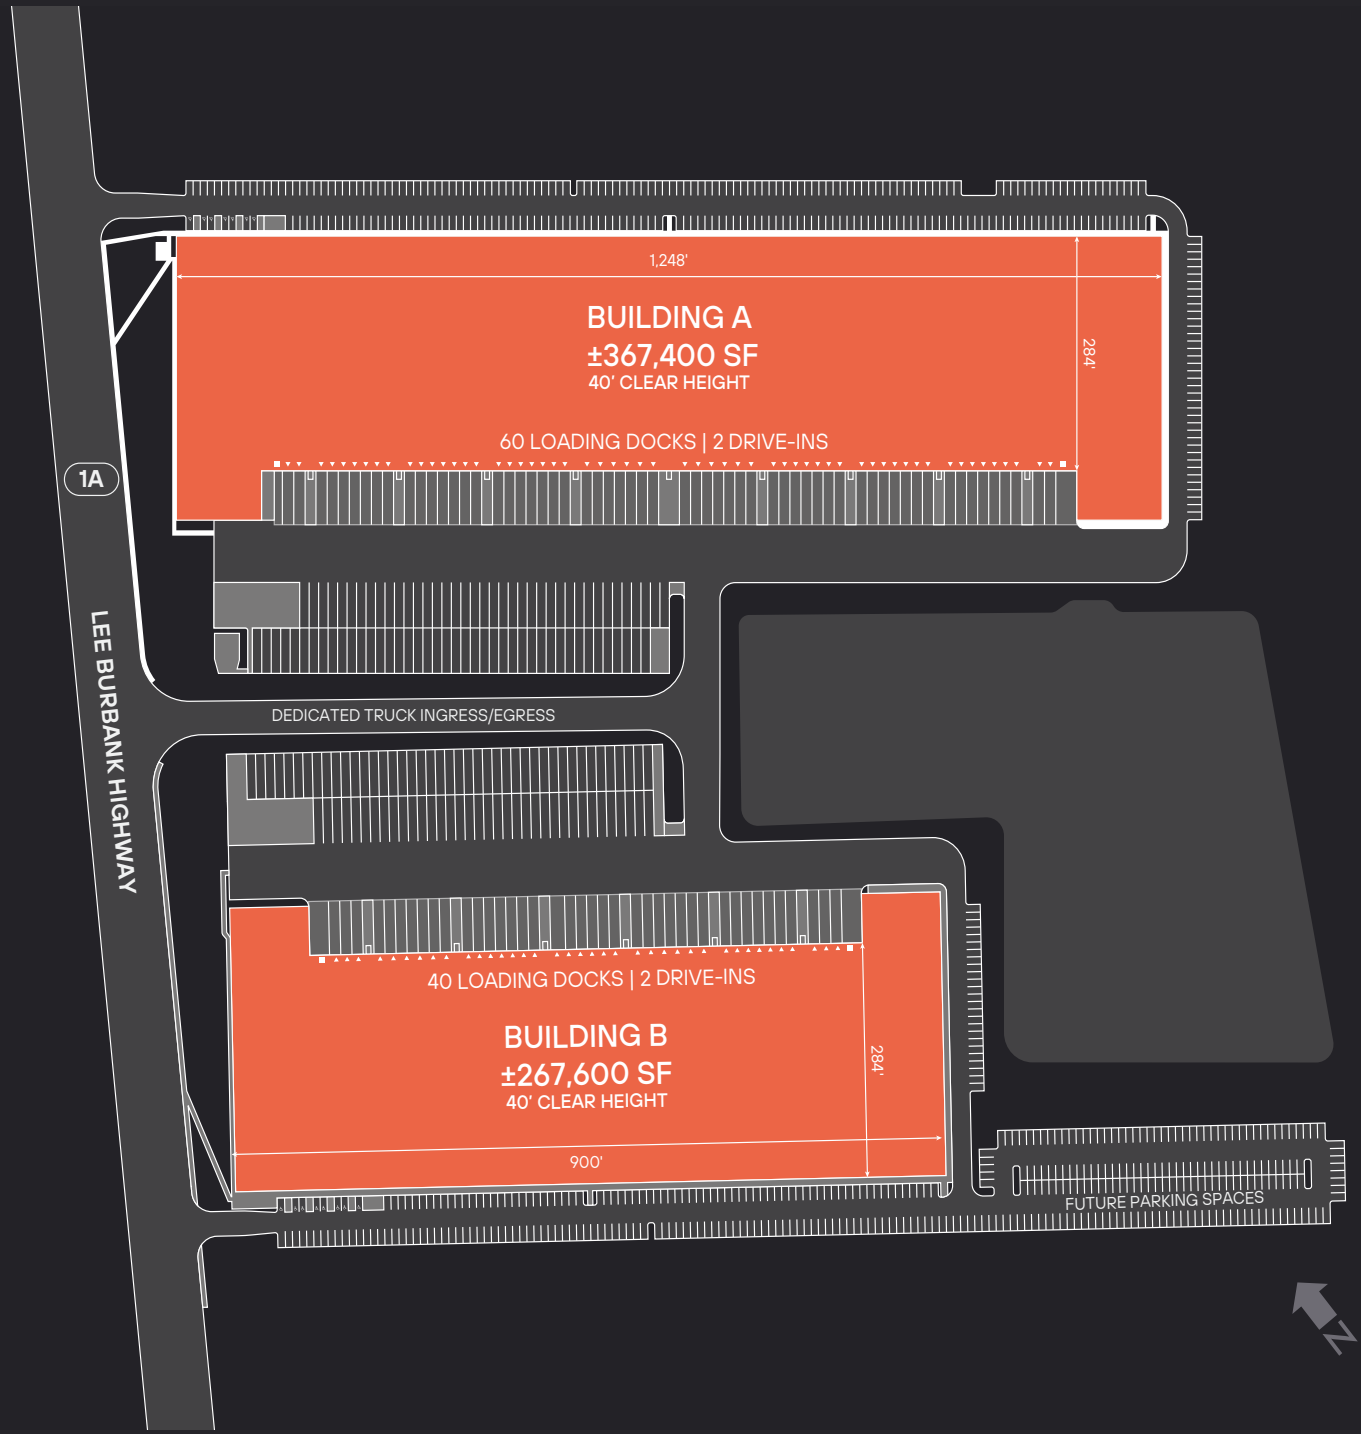 1,248'
BUILDING A
±367,400 SF
40' CLEAR HEIGHT
284'
60 LOADING DOCKS | 2 DRIVE-INS
1A
LEE BURBANK HIGHWAY
DEDICATED TRUCK INGRESS/EGRESS
40 LOADING DOCKS | 2 DRIVE-INS
BUILDING B
±267,600 SF
40' CLEAR HEIGHT
284'
900'
FUTURE PARKING SPACES
N